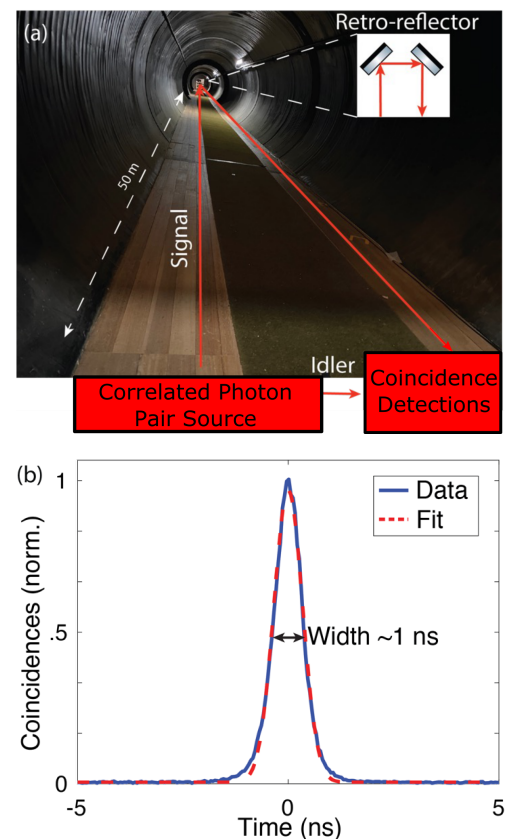 (a)
Retro-reflector
50 m
Signal
Idler
Correlated Photon
Pair Source
Coincidence
Detections
(b)
Coincidences (norm.)
1
.5
0
Data
Fit
Width ~1 ns
-5
0
5
Time (ns)